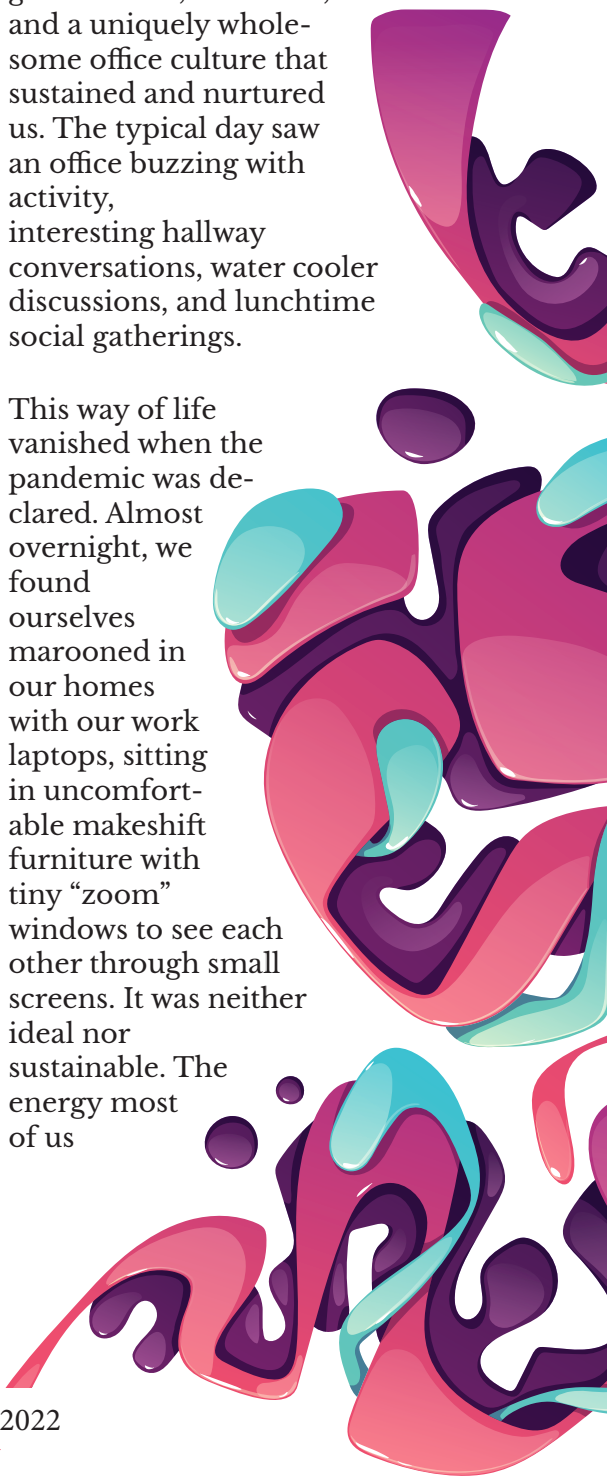 and a uniquely whole-
some office culture that
sustained and nurtured
us. The typical day saw
an office buzzing with
activity,
interesting hallway
conversations, water cooler
discussions, and lunchtime
social gatherings.
This way of life
vanished when the
pandemic was de-
clared. Almost
overnight, we
found
ourselves
marooned in
our homes
with our work
laptops, sitting
in uncomfort-
able makeshift
furniture with
tiny “zoom”
windows to see each
other through small
screens. It was neither
ideal nor
sustainable. The
energy most
of us
2022